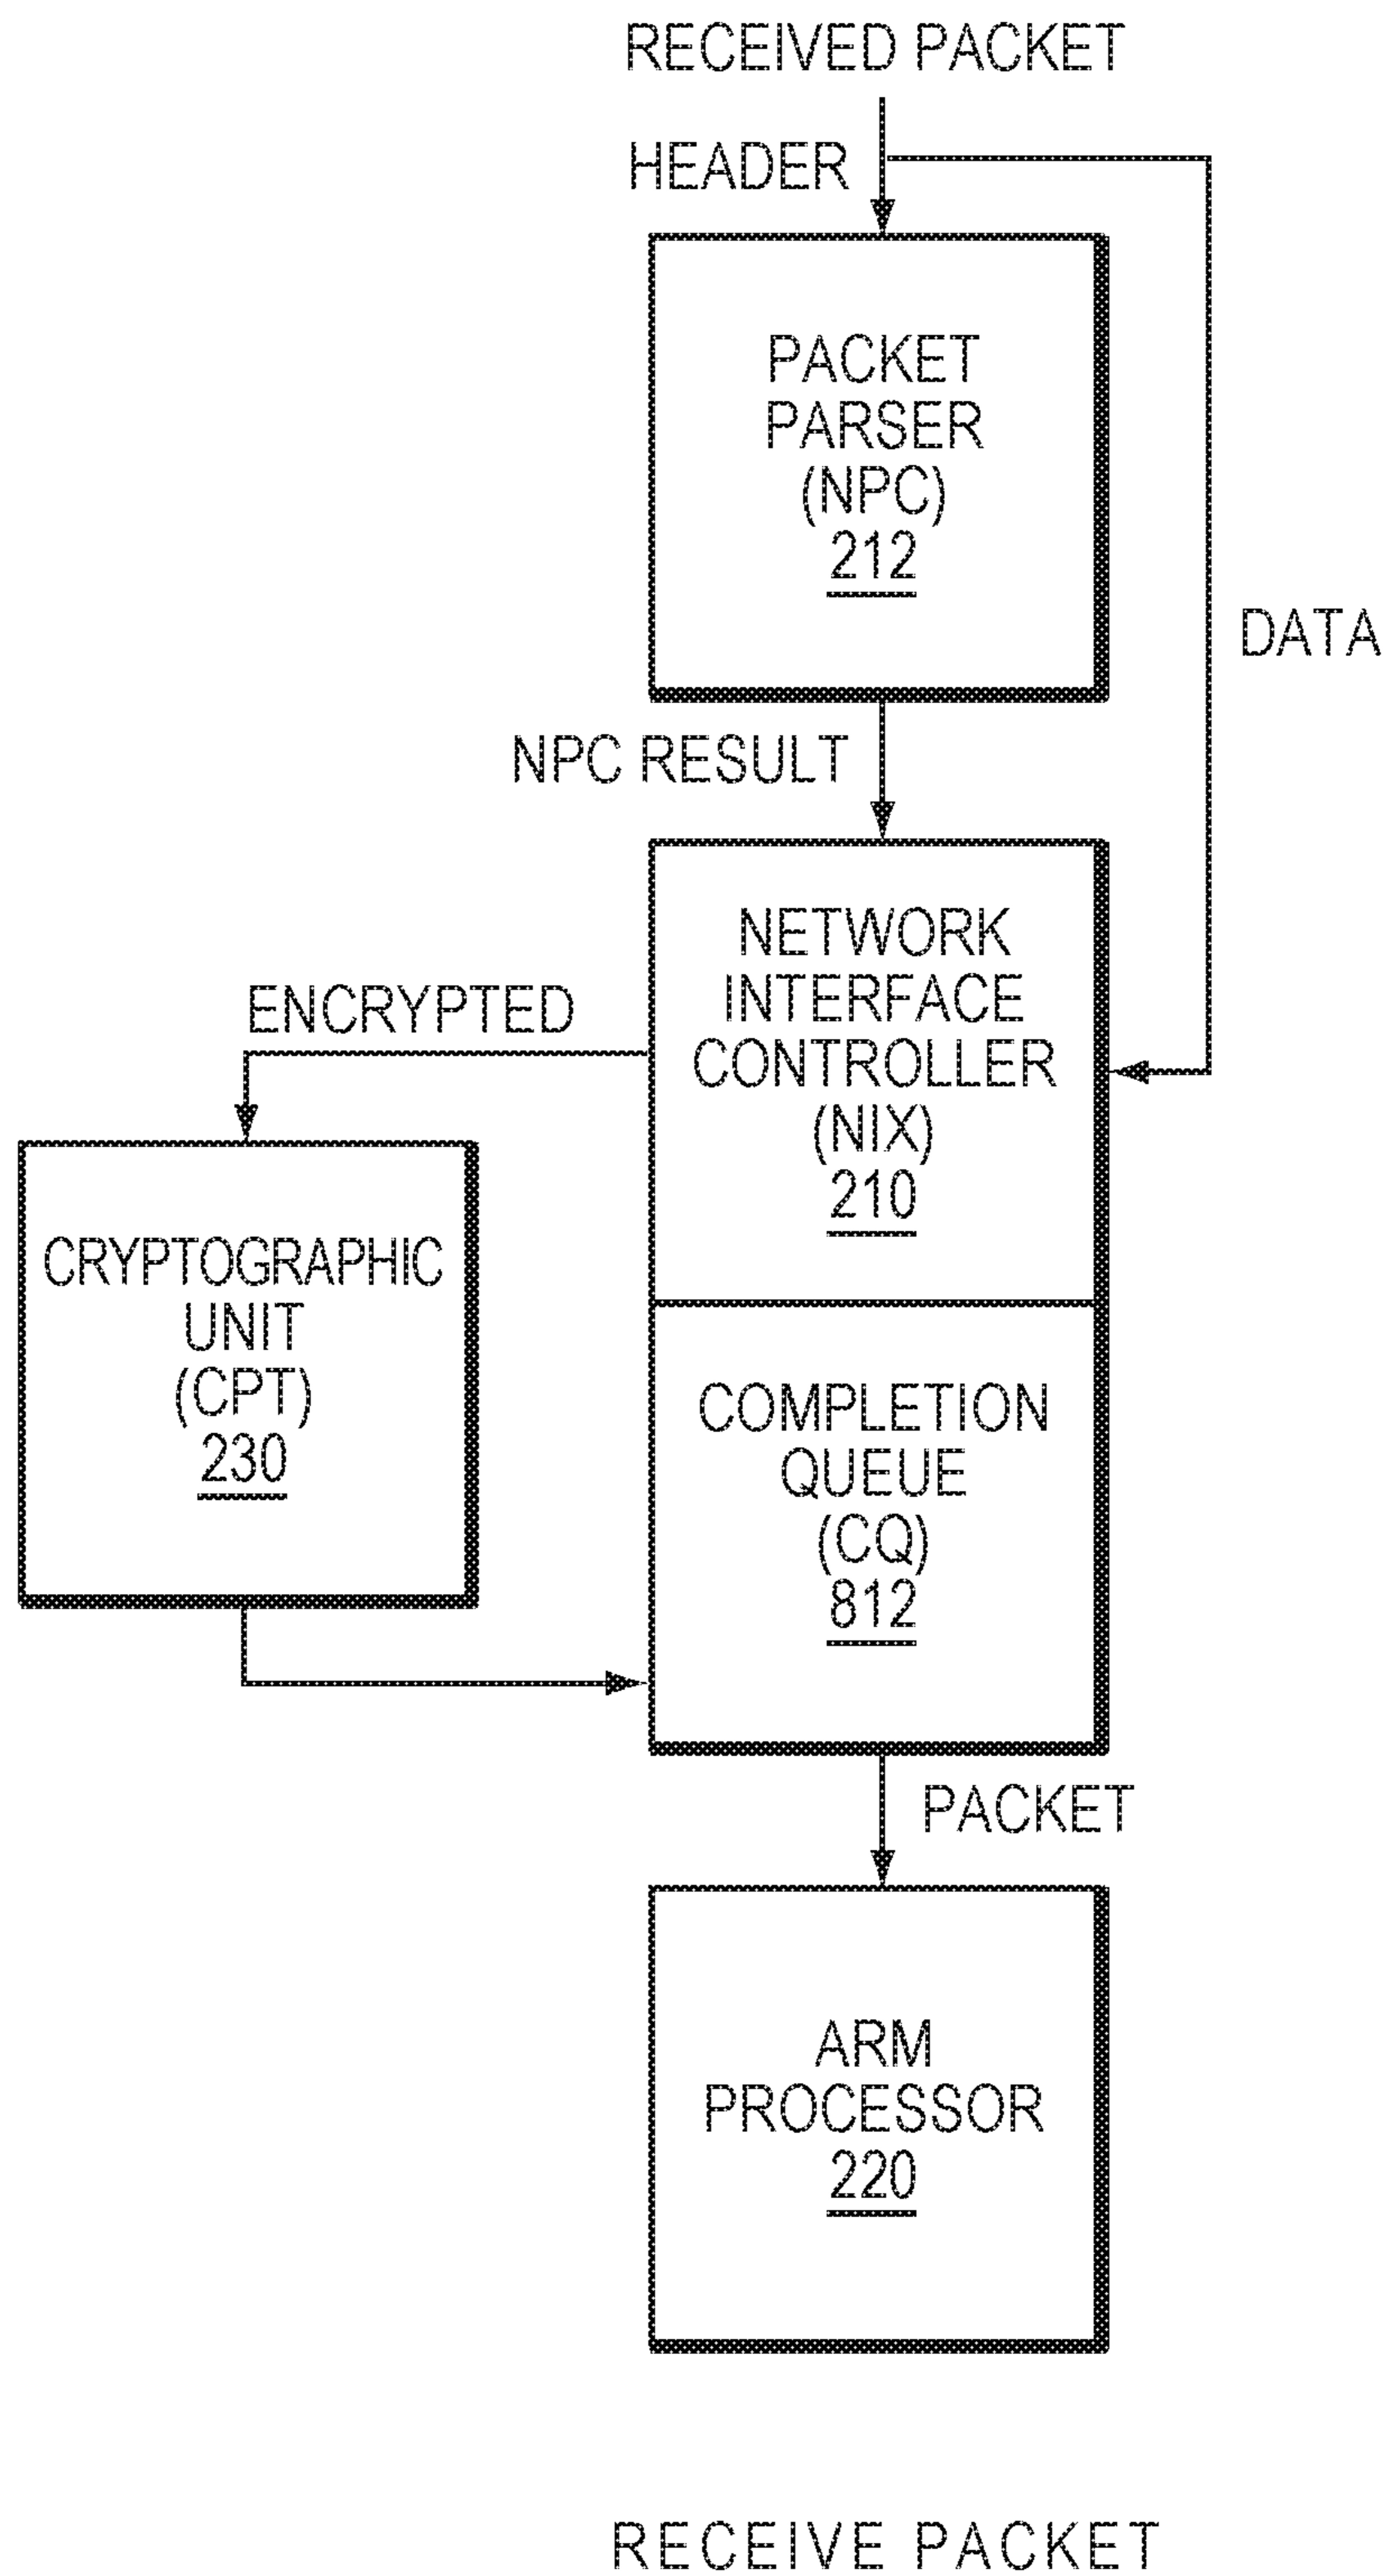 RECEIVED PACKET
HEADER
PACKET
PARSER
(NPC)
212
DATA
NPC RESULT
NETWORK
INTERFACE
CONTROLLER
(NIX)
210
ENCRYPTED
CRYPTOGRAPHIC
UNIT
(CPT)
230
COMPLETION
QUEUE
(CQ)
812
PACKET
ARM
PROCESSOR
220
RECEIVE PACKET